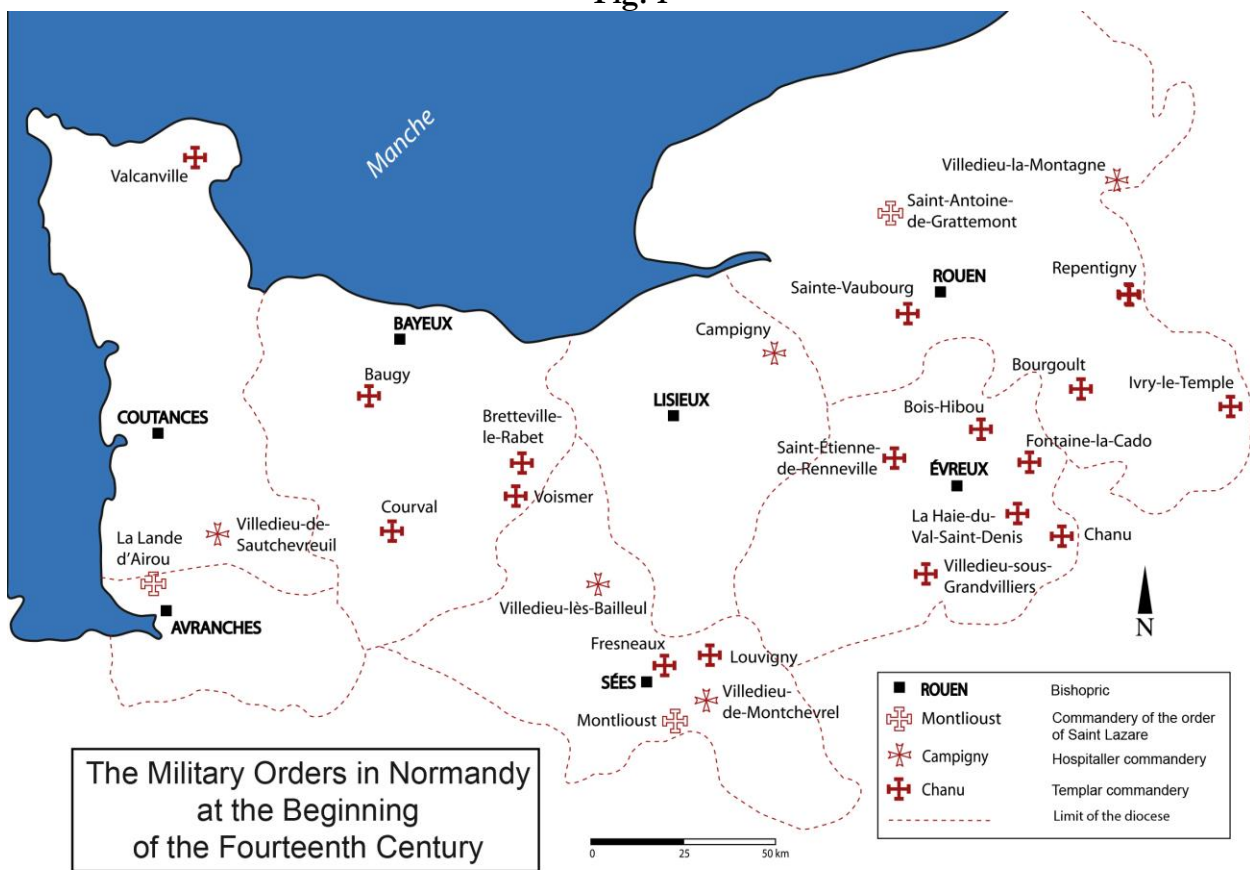 Fig. 1
Manche
Valcanville
Villedieu-la-Montagne
Saint-Antoine-
de-Grattemont
ROUEN
Repentigny
Sainte-Vaubourg
BAYEUX
Campigny
Baugy
Bourgoult
Ivry-le-Temple
COUTANCES
Bretteville-
le-Rabet
LISIEUX
Bois-Hibou
Saint-Étienne-
de-Renneville
Fontaine-la-Cado
ÉVREUX
Voismer
Courval
La Haie-du-
Val-Saint-Denis
Chanu
Villedieu-de-
Sautchevreuil
La Lande
d'Airou
Villedieu-sous-
Grandvilliers
Villedieu-lès-Bailleul
AVRANCHES
Fresneaux
Louvigny
SÉES
Villedieu-
de-Montchevrel
Montlioust
N
ROUEN Bishopric
Montlioust Commandery of the order
of Saint Lazare
Campigny Hospitaller commandery
Chanu Templar commandery
Limit of the diocese
The Military Orders in Normandy
at the Beginning
of the Fourteenth Century
0 25 50 km